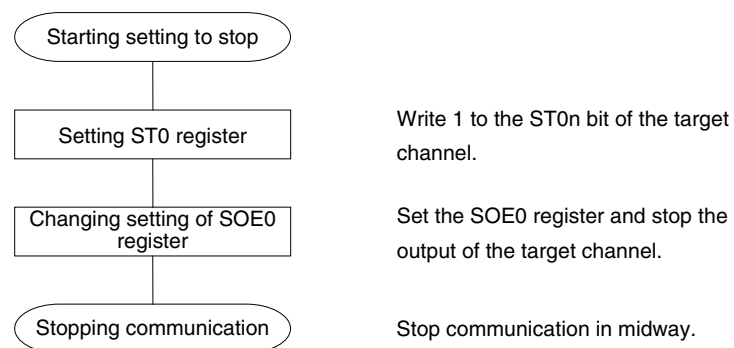 Starting setting to stop
Setting ST0 register
Write 1 to the ST0n bit of the target
channel.
Changing setting of SOE0
register
Set the SOE0 register and stop the
output of the target channel.
Stopping communication
Stop communication in midway.